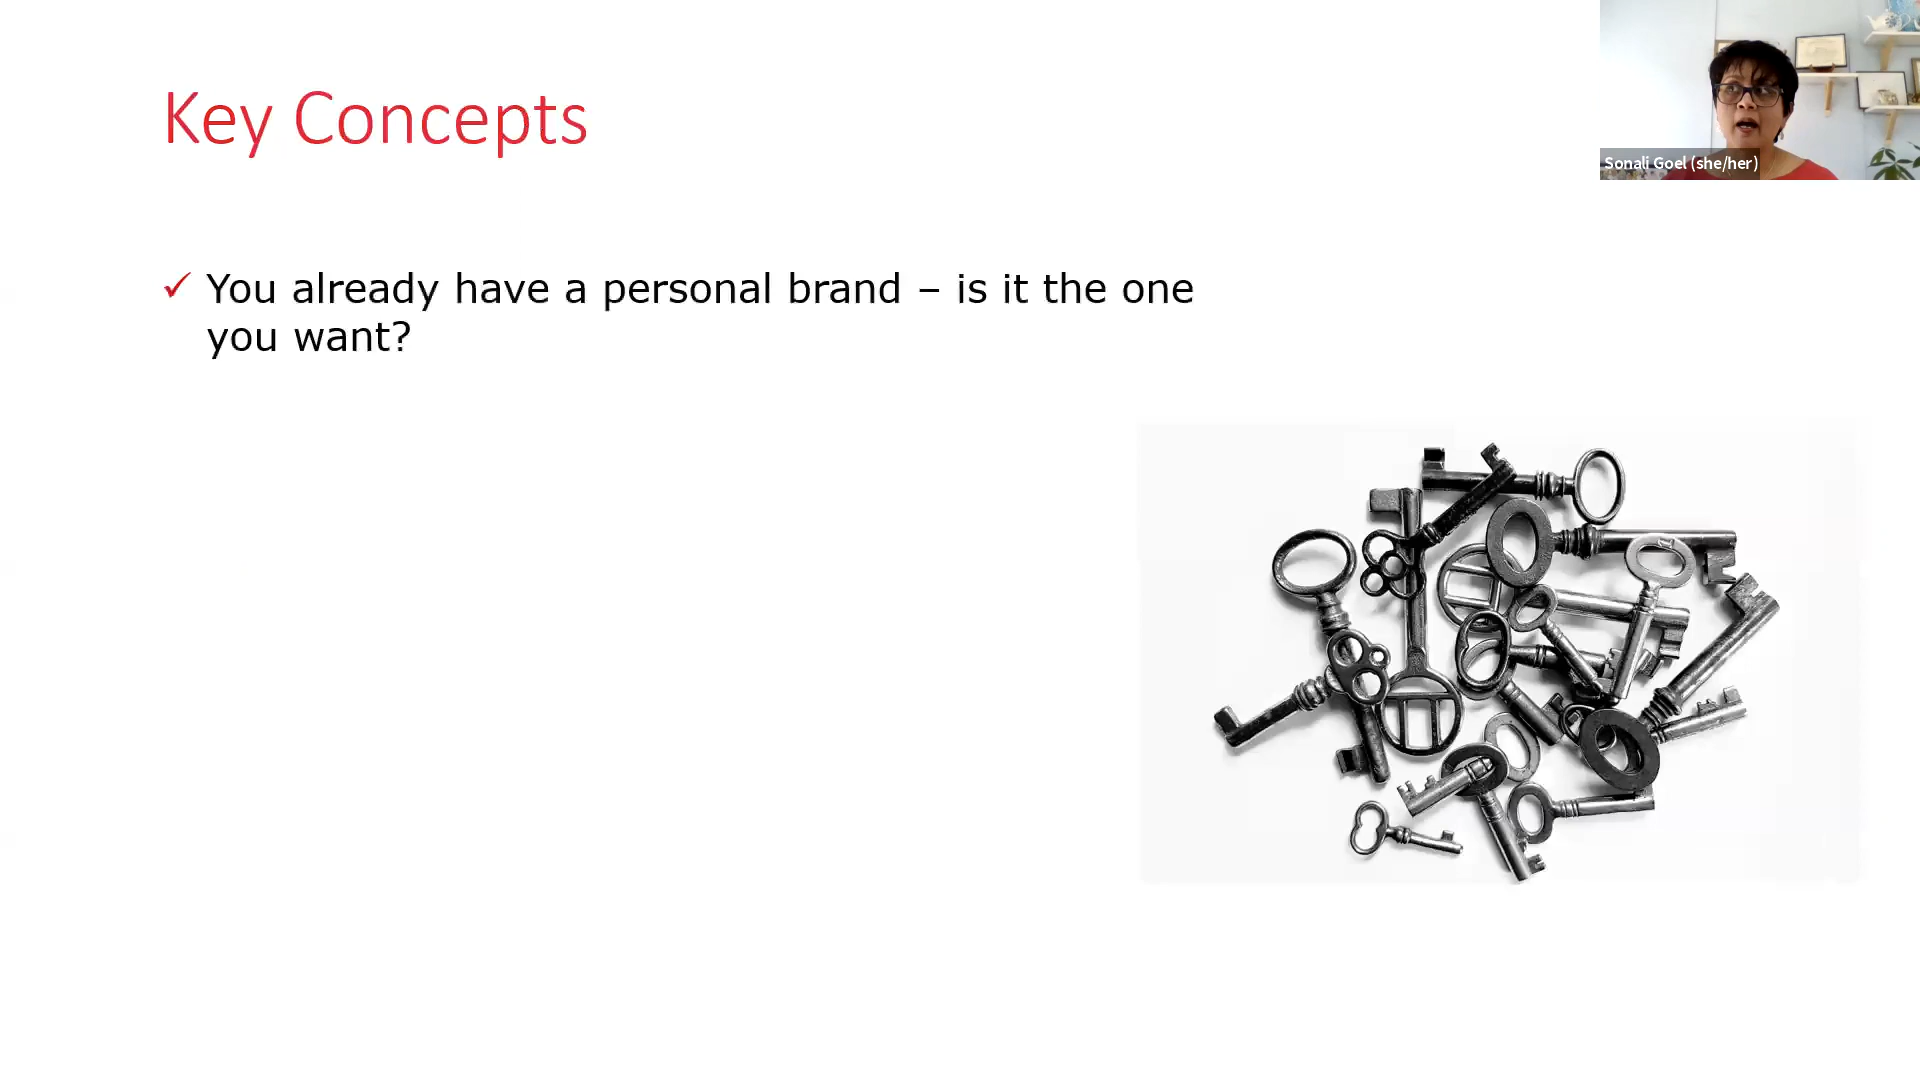 Key Concepts
Sonali Goel (she/her)
✓ You already have a personal brand – is it the one
you want?